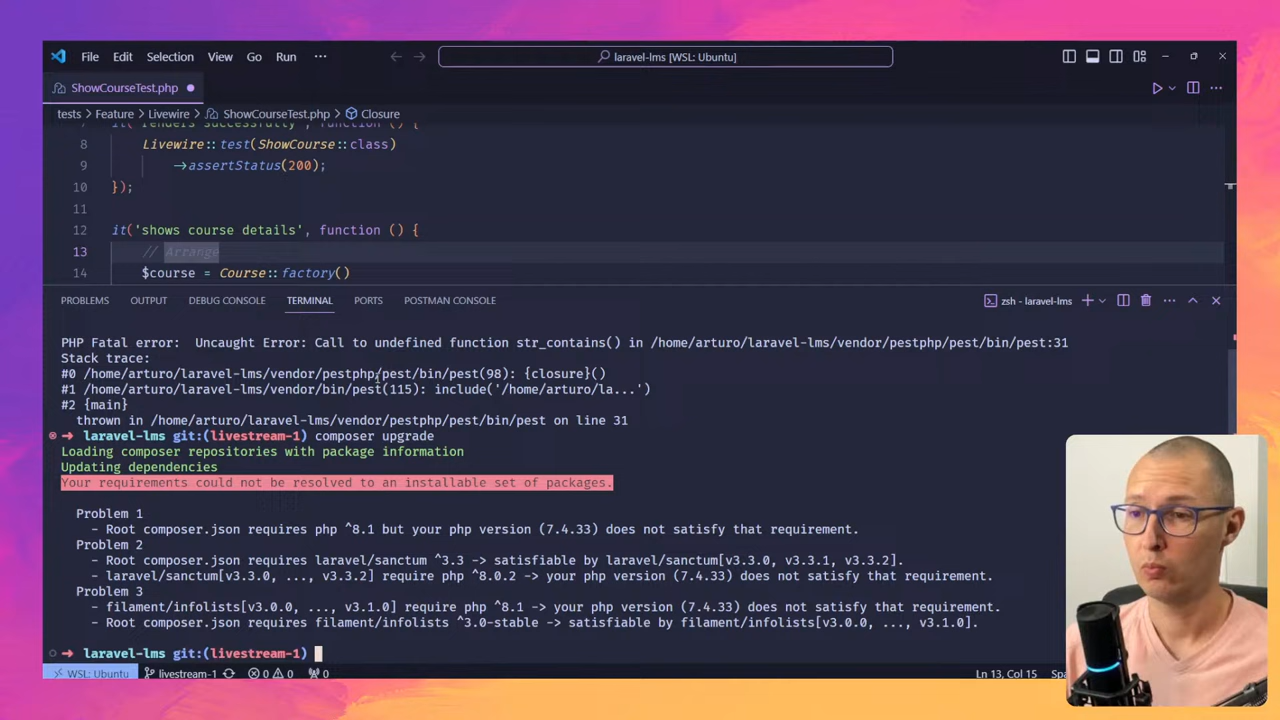 File Edit Selection View Go Run ···
laravel-lms [WSL: Ubuntu]
ShowCourseTest.php
tests > Feature > Livewire > ShowCourseTest.php > Closure
it('renders successfully', function () {
8 Livewire::test(ShowCourse::class)
9 ->assertStatus(200);
10 });
11
12 it('shows course details', function () {
13 // Arrange
14 $course = Course::factory()
PROBLEMS OUTPUT DEBUG CONSOLE TERMINAL PORTS POSTMAN CONSOLE
zsh - laravel-lms
PHP Fatal error:  Uncaught Error: Call to undefined function str_contains() in /home/arturo/laravel-lms/vendor/pestphp/pest/bin/pest:31
Stack trace:
#0 /home/arturo/laravel-lms/vendor/pestphp/pest/bin/pest(98): {closure}()
#1 /home/arturo/laravel-lms/vendor/bin/pest(115): include('/home/arturo/la...')
#2 {main}
thrown in /home/arturo/laravel-lms/vendor/pestphp/pest/bin/pest on line 31
➜ laravel-lms git:(livestream-1) composer upgrade
Loading composer repositories with package information
Updating dependencies
Your requirements could not be resolved to an installable set of packages.
Problem 1
- Root composer.json requires php ^8.1 but your php version (7.4.33) does not satisfy that requirement.
Problem 2
- Root composer.json requires laravel/sanctum ^3.3 -> satisfiable by laravel/sanctum[v3.3.0, v3.3.1, v3.3.2].
- laravel/sanctum[v3.3.0, ..., v3.3.2] require php ^8.0.2 -> your php version (7.4.33) does not satisfy that requirement.
Problem 3
- filament/infolists[v3.0.0, ..., v3.1.0] require php ^8.1 -> your php version (7.4.33) does not satisfy that requirement.
- Root composer.json requires filament/infolists ^3.0-stable -> satisfiable by filament/infolists[v3.0.0, ..., v3.1.0].
➜ laravel-lms git:(livestream-1)
WSL: Ubuntu livestream-1 0 0 0 Ln 13, Col 15